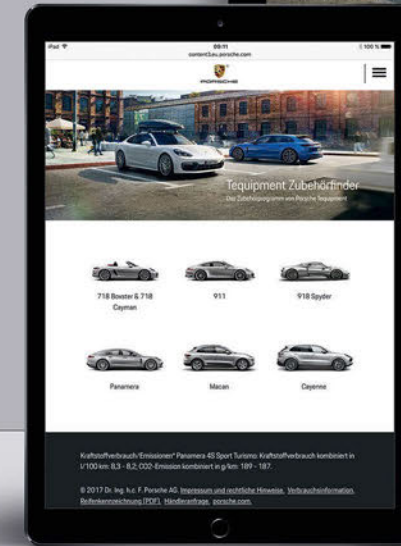 iPad
09:11
100 %
content3.eu.porsche.com
PORSCHE
Tequipment Zubehörfinder
Das Zubehörprogramm von Porsche Tequipment
718 Boxster & 718
Cayman
911
918 Spyder
Panamera
Macan
Cayenne
Kraftstoffverbrauch/Emissionen* Panamera 4S Sport Turismo: Kraftstoffverbrauch kombiniert in
l/100 km: 8,3 - 8,2; CO2-Emission kombiniert in g/km: 189 - 187.
© 2017 Dr. Ing. h.c. F. Porsche AG. Impressum und rechtliche Hinweise. Verbrauchsinformation.
Reifenkennzeichnung (PDF). Händleranfrage. porsche.com.